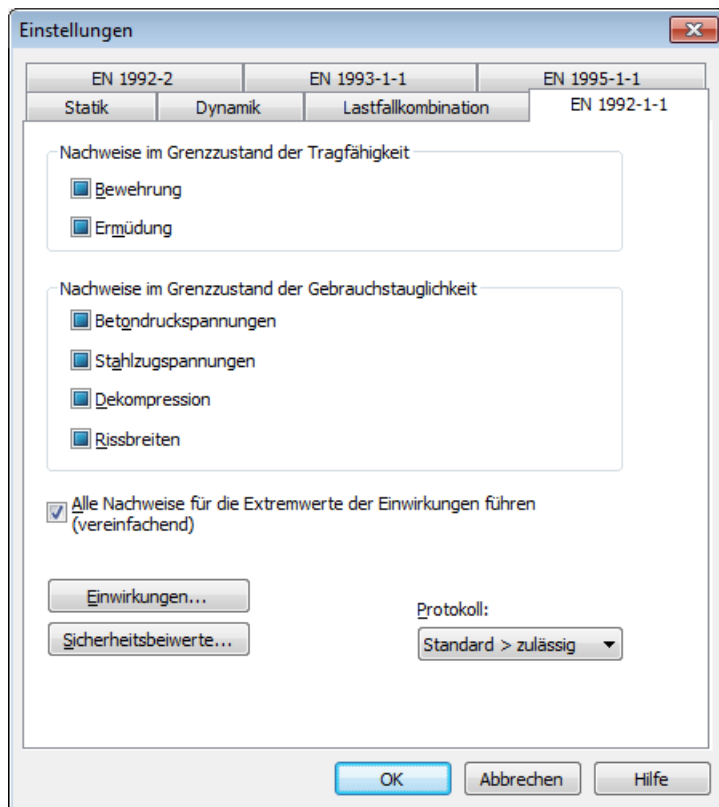 Einstellungen
EN 1992-2 EN 1993-1-1 EN 1995-1-1
Statik Dynamik Lastfallkombination EN 1992-1-1
Nachweise im Grenzzustand der Tragfähigkeit
Bewehrung
Ermüdung
Nachweise im Grenzzustand der Gebrauchstauglichkeit
Betondruckspannungen
Stahlzugspannungen
Dekompression
Rissbreiten
Alle Nachweise für die Extremwerte der Einwirkungen führen
(vereinfachend)
Einwirkungen...
Sicherheitsbeiwerte...
Protokoll:
Standard > zulässig
OK Abbrechen Hilfe